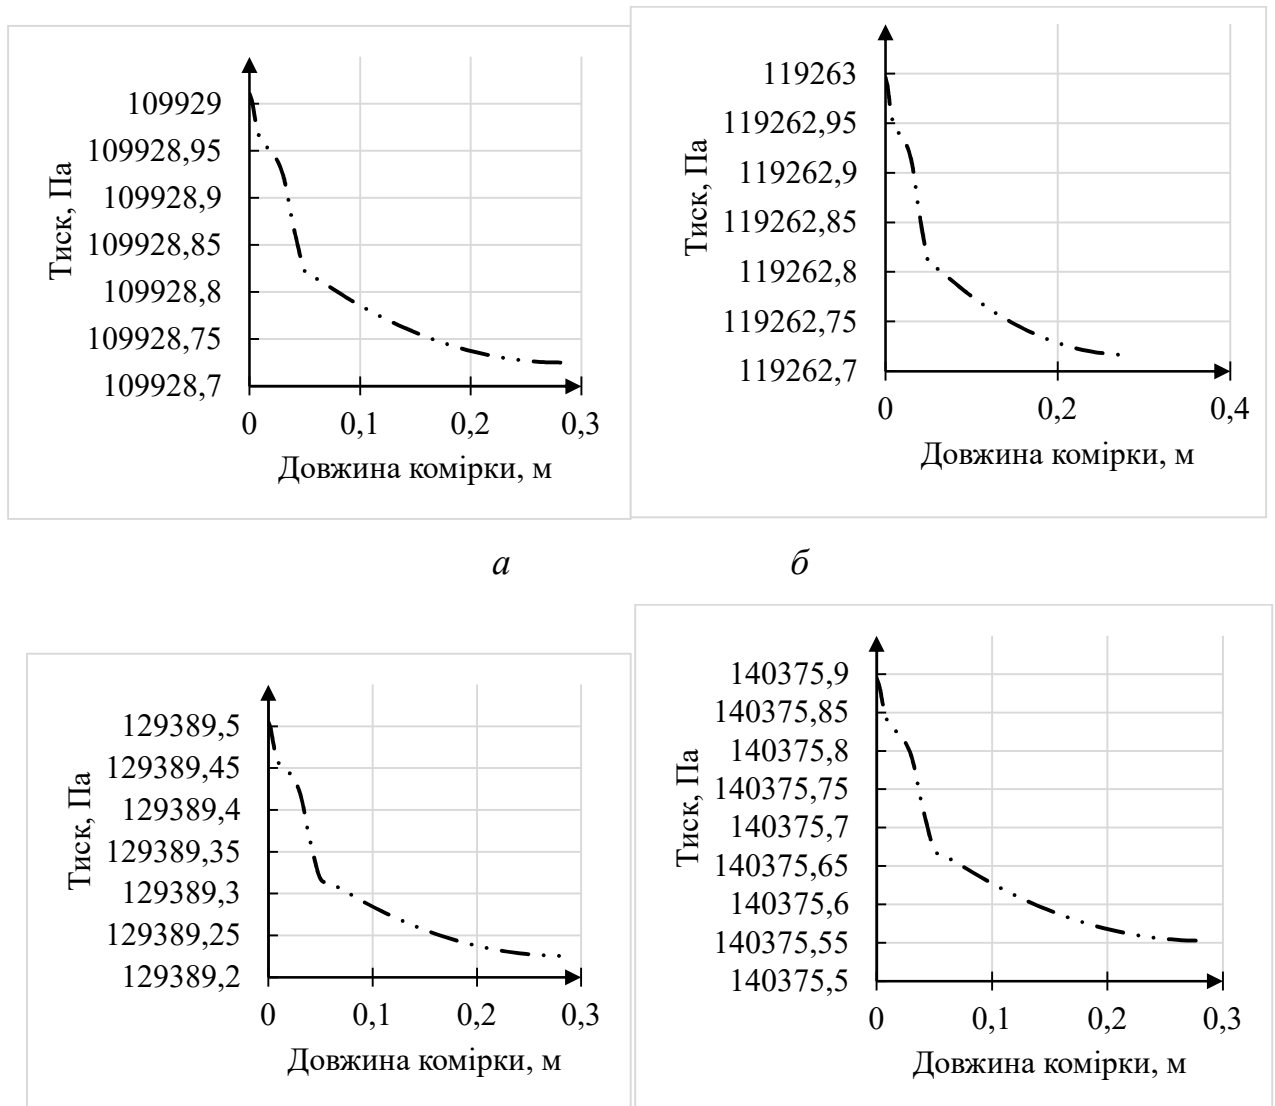 109929
109928,95
109928,9
109928,85
109928,8
109928,75
109928,7
0 0,1 0,2 0,3
Тиск, Па
Довжина комірки, м
119263
119262,95
119262,9
119262,85
119262,8
119262,75
119262,7
0 0,2 0,4
Тиск, Па
Довжина комірки, м
а б
129389,5
129389,45
129389,4
129389,35
129389,3
129389,25
129389,2
0 0,1 0,2 0,3
Тиск, Па
Довжина комірки, м
140375,9
140375,85
140375,8
140375,75
140375,7
140375,65
140375,6
140375,55
140375,5
0 0,1 0,2 0,3
Тиск, Па
Довжина комірки, м